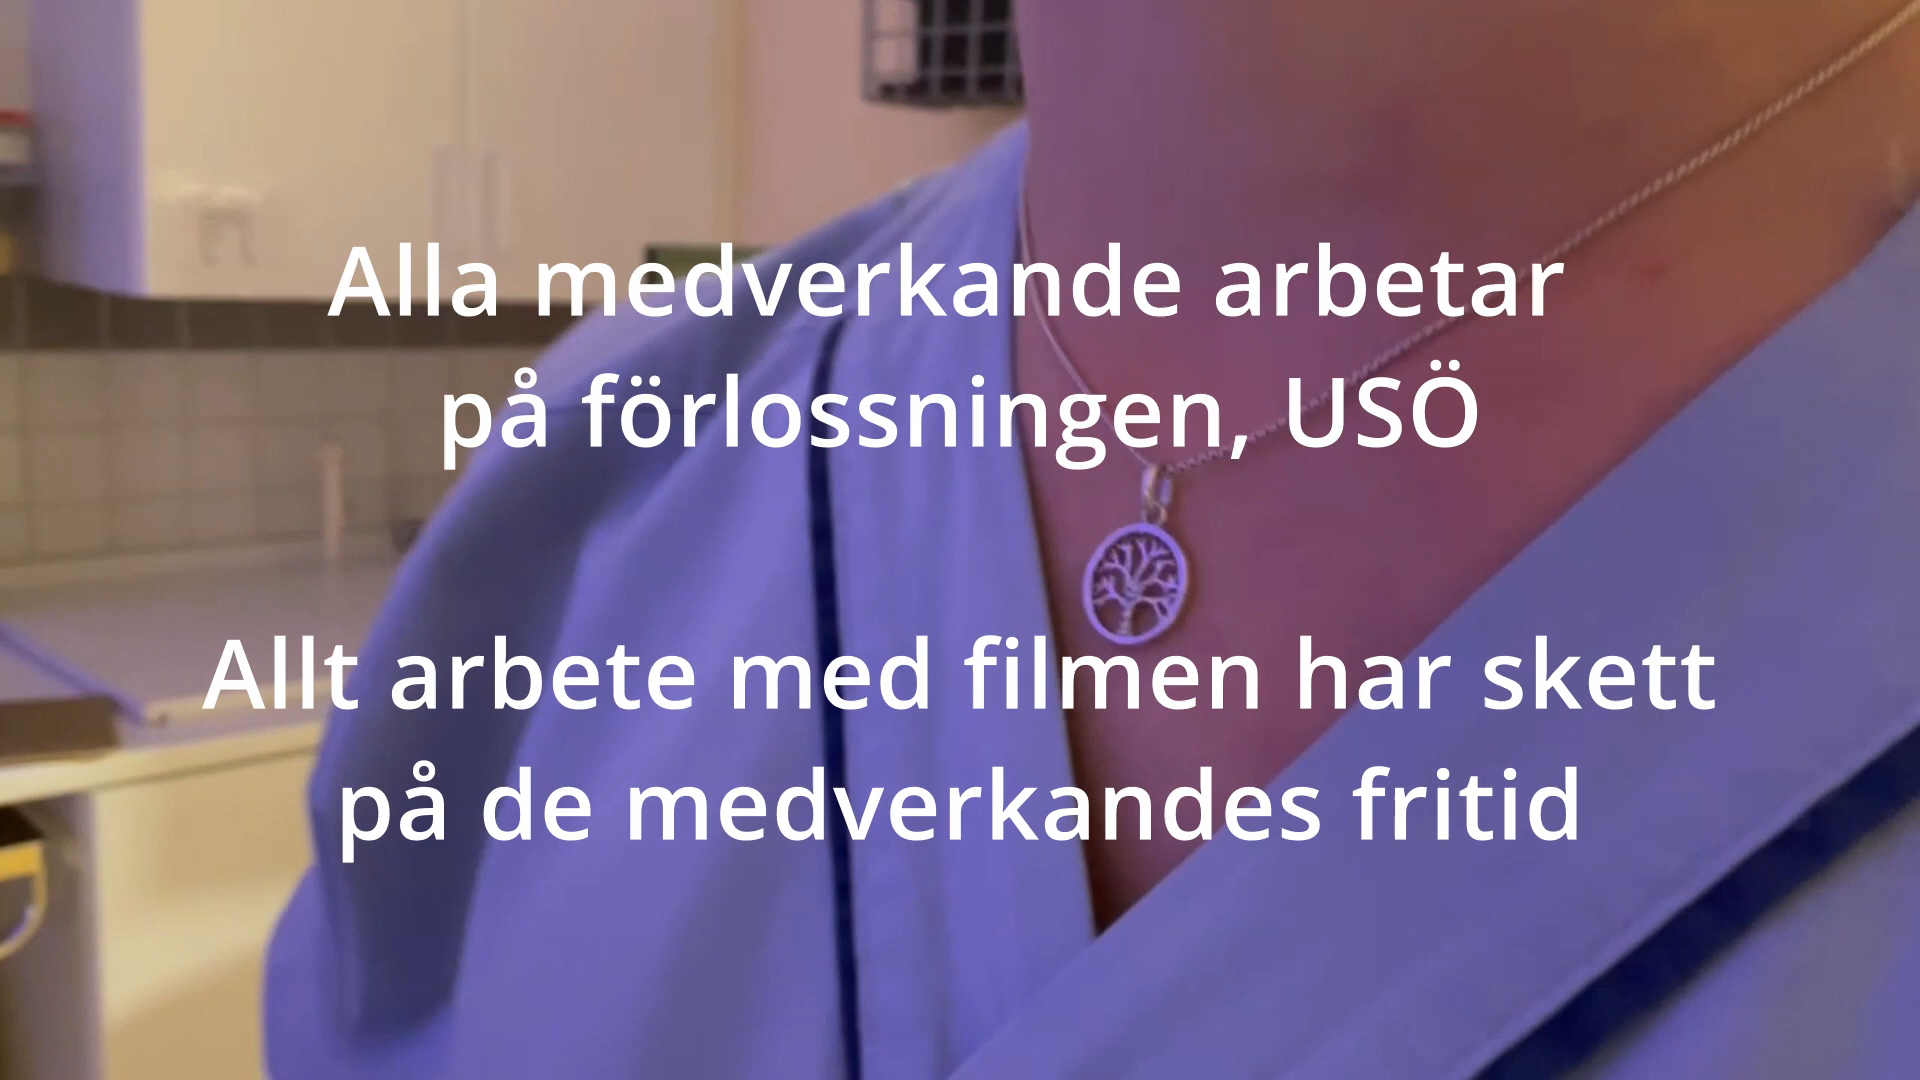 Alla medverkande arbetar
på förlossningen, USÖ
Allt arbete med filmen har skett
på de medverkandes fritid